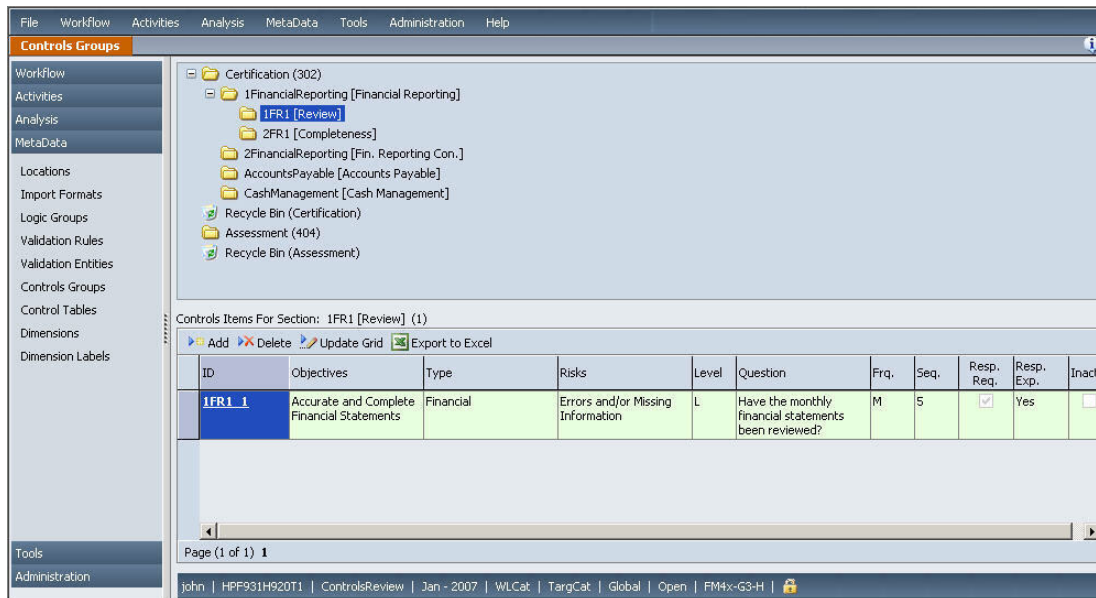 File Workflow Activities Analysis MetaData Tools Administration Help
Controls Groups
Workflow
Activities
Analysis
MetaData
Locations
Import Formats
Logic Groups
Validation Rules
Validation Entities
Controls Groups
Control Tables
Dimensions
Dimension Labels
Tools
Administration
Certification (302)
1FinancialReporting [Financial Reporting]
1FR1 [Review]
2FR1 [Completeness]
2FinancialReporting [Fin. Reporting Con.]
AccountsPayable [Accounts Payable]
CashManagement [Cash Management]
Recycle Bin (Certification)
Assessment (404)
Recycle Bin (Assessment)
Controls Items For Section: 1FR1 [Review] (1)
Add Delete Update Grid Export to Excel
ID Objectives Type Risks Level Question Frq. Seq. Resp. Req. Resp. Exp. Inact
1FR1_1 Accurate and Complete Financial Statements Financial Errors and/or Missing Information L Have the monthly financial statements been reviewed? M 5 Yes
Page (1 of 1) 1
john | HPF931H920T1 | ControlsReview | Jan - 2007 | WLCat | TargCat | Global | Open | FM4x-G3-H |